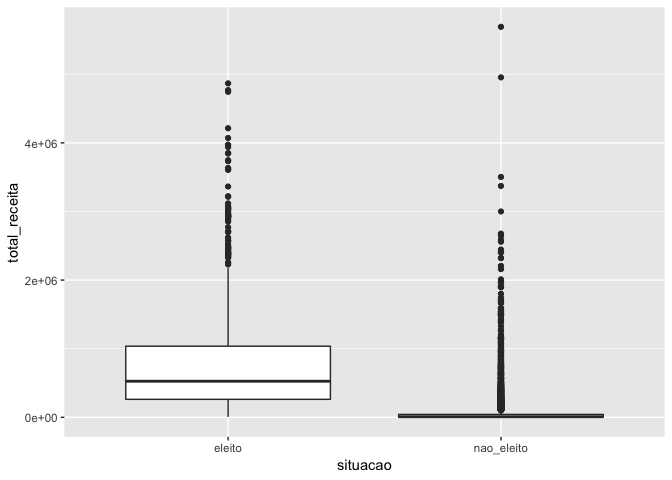 total_receita
4e+06
2e+06
0e+00
eleito
nao_eleito
situacao